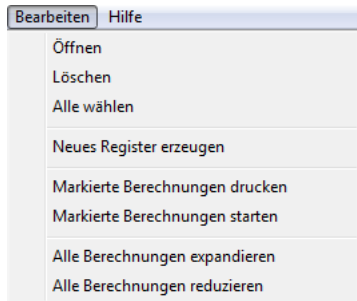 Bearbeiten Hilfe
Öffnen
Löschen
Alle wählen
Neues Register erzeugen
Markierte Berechnungen drucken
Markierte Berechnungen starten
Alle Berechnungen expandieren
Alle Berechnungen reduzieren